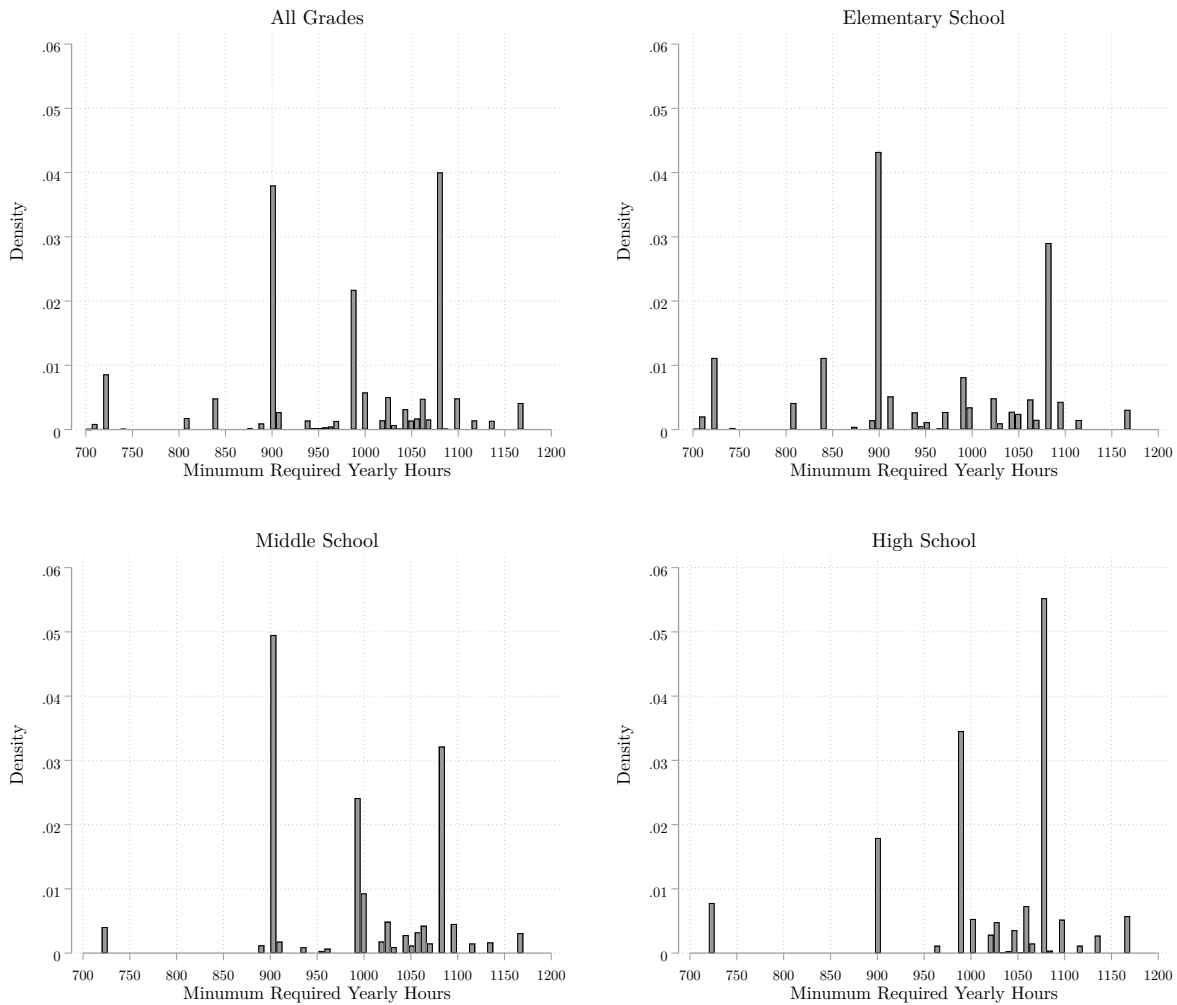 All Grades
.06
.05
.04
.03
.02
.01
0
Density
700 750 800 850 900 950 1000 1050 1100 1150 1200
Minumum Required Yearly Hours
Elementary School
.06
.05
.04
.03
.02
.01
0
Density
700 750 800 850 900 950 1000 1050 1100 1150 1200
Minumum Required Yearly Hours
Middle School
.06
.05
.04
.03
.02
.01
0
Density
700 750 800 850 900 950 1000 1050 1100 1150 1200
Minumum Required Yearly Hours
High School
.06
.05
.04
.03
.02
.01
0
Density
700 750 800 850 900 950 1000 1050 1100 1150 1200
Minumum Required Yearly Hours